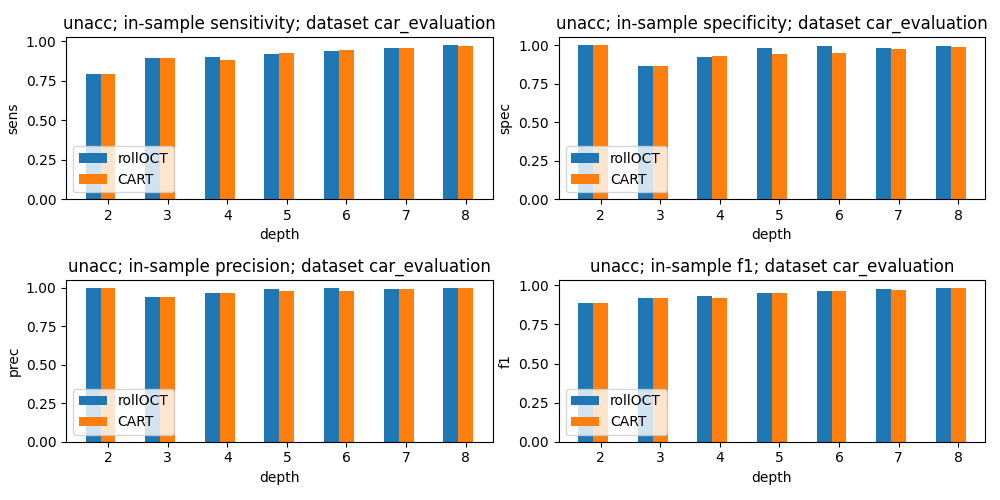 unacc; in-sample sensitivity; dataset car_evaluation
1.00
0.75
0.50
0.25
0.00
sens
rollOCT
CART
2 3 4 5 6 7 8
depth
unacc; in-sample specificity; dataset car_evaluation
1.00
0.75
0.50
0.25
0.00
spec
rollOCT
CART
2 3 4 5 6 7 8
depth
unacc; in-sample precision; dataset car_evaluation
1.00
0.75
0.50
0.25
0.00
prec
rollOCT
CART
2 3 4 5 6 7 8
depth
unacc; in-sample f1; dataset car_evaluation
1.00
0.75
0.50
0.25
0.00
f1
rollOCT
CART
2 3 4 5 6 7 8
depth